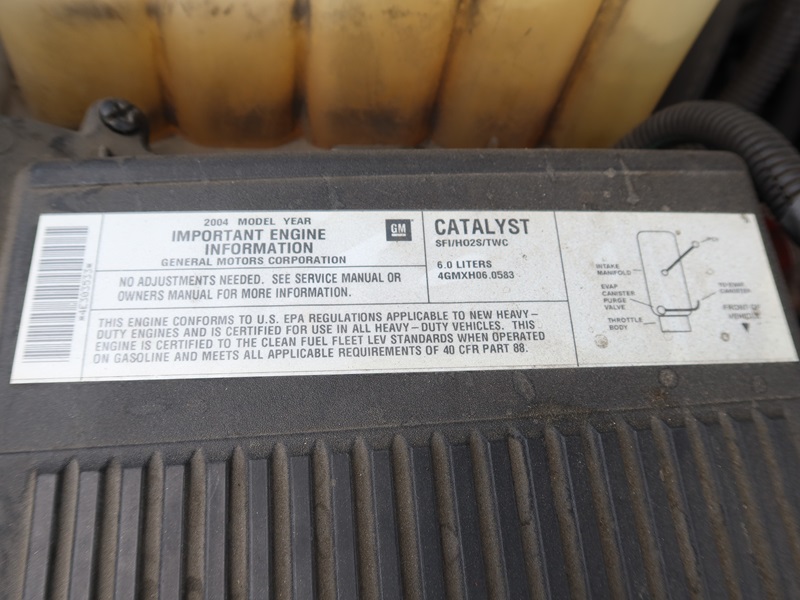 2004 MODEL YEAR
IMPORTANT ENGINE
INFORMATION
GENERAL MOTORS CORPORATION
GM
NO ADJUSTMENTS NEEDED. SEE SERVICE MANUAL OR
OWNERS MANUAL FOR MORE INFORMATION.
CATALYST
SFI/HO2S/TWC
6.0 LITERS
4GMXH06.0583
THIS ENGINE CONFORMS TO U.S. EPA REGULATIONS APPLICABLE TO NEW HEAVY-
DUTY ENGINES AND IS CERTIFIED FOR USE IN ALL HEAVY-DUTY VEHICLES. THIS
ENGINE IS CERTIFIED TO THE CLEAN FUEL FLEET LEV STANDARDS WHEN OPERATED
ON GASOLINE AND MEETS ALL APPLICABLE REQUIREMENTS OF 40 CFR PART 88.
INTAKE
MANIFOLD
EVAP
CANISTER
PURGE
VALVE
THROTTLE
BODY
TO EVAP
CANISTER
FRONT OF
VEHICLE